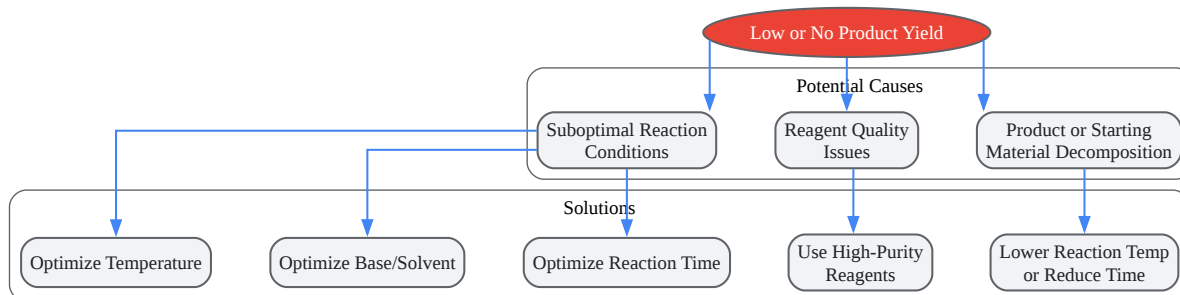 Low or No Product Yield
Potential Causes
Suboptimal Reaction
Conditions
Reagent Quality
Issues
Product or Starting
Material Decomposition
Solutions
Optimize Temperature
Optimize Base/Solvent
Optimize Reaction Time
Use High-Purity
Reagents
Lower Reaction Temp
or Reduce Time